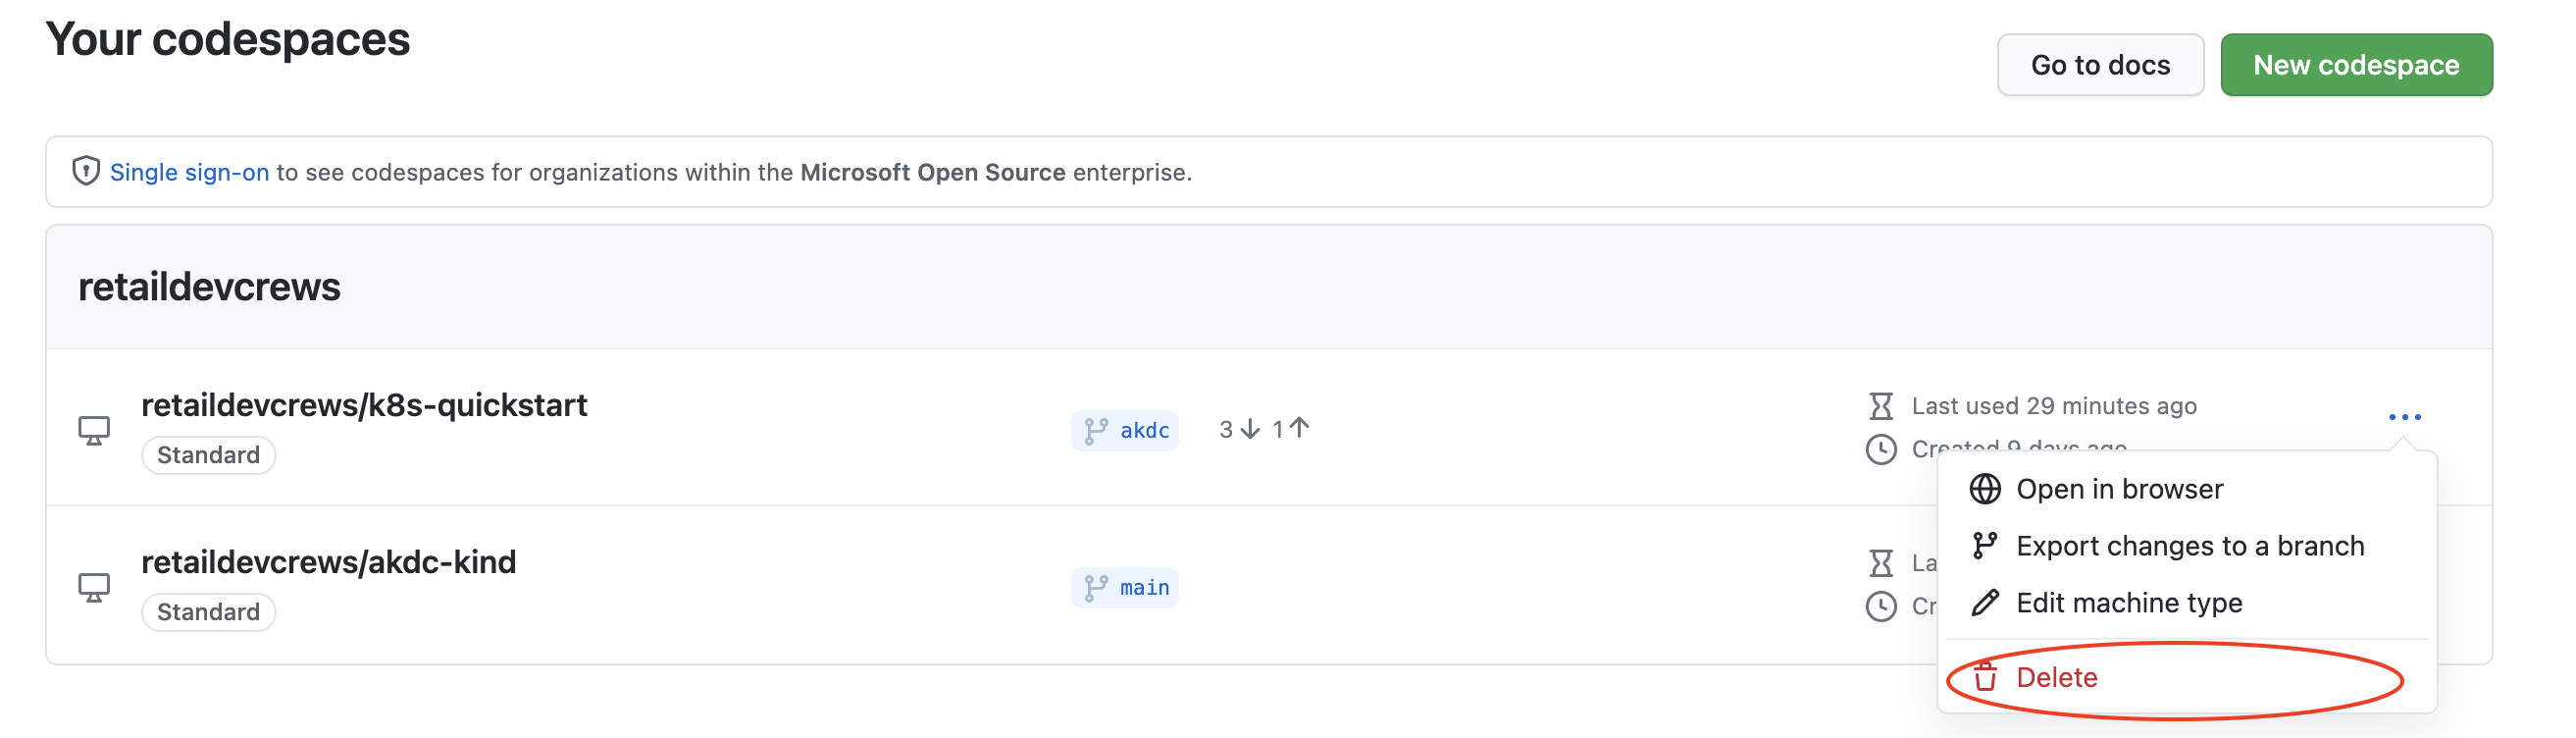 Your codespaces
Go to docs
New codespace
Single sign-on to see codespaces for organizations within the Microsoft Open Source enterprise.
retaildevcrews
retaildevcrews/k8s-quickstart
Standard
akdc
3 1
Last used 29 minutes ago
Created 9 days ago
retaildevcrews/akdc-kind
Standard
main
La
Cr
Open in browser
Export changes to a branch
Edit machine type
Delete